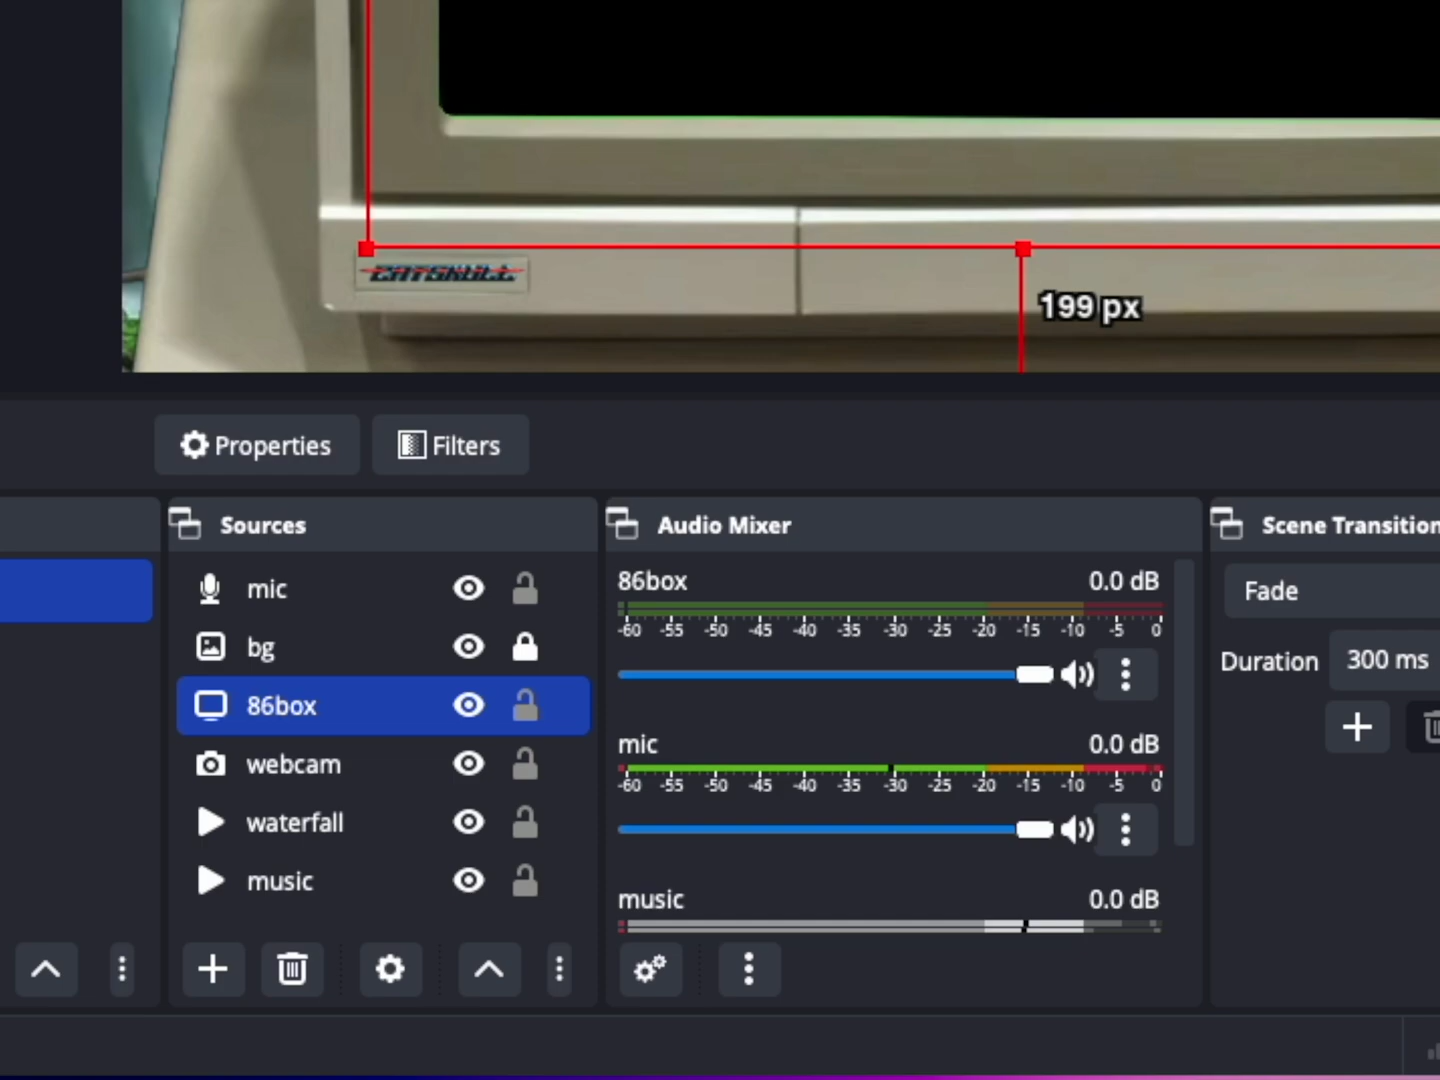 CATSKULL
199 px
Properties
Filters
Sources
Audio Mixer
Scene Transition
mic
bg
86box
webcam
waterfall
music
86box 0.0 dB
-60 -55 -50 -45 -40 -35 -30 -25 -20 -15 -10 -5 0
mic 0.0 dB
-60 -55 -50 -45 -40 -35 -30 -25 -20 -15 -10 -5 0
music 0.0 dB
Fade
Duration 300 ms